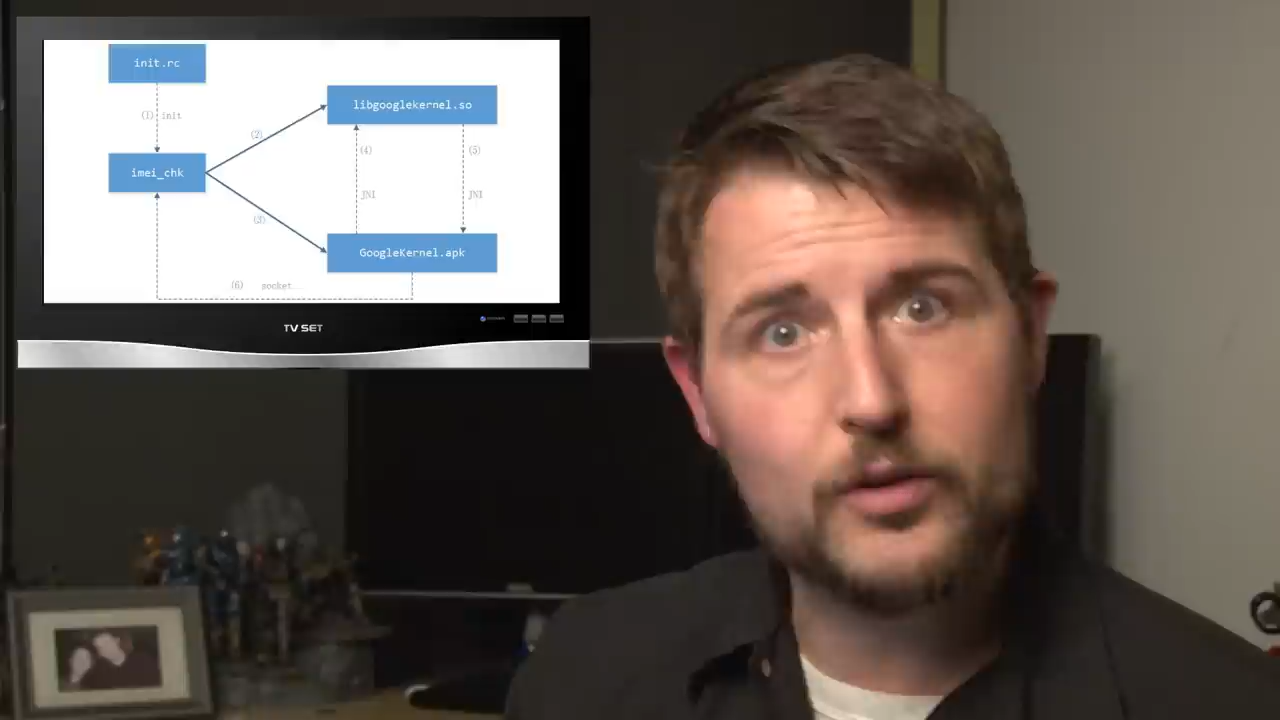 init.rc
(1) init
libgooglekernel.so
(2)
(4)
(5)
imei_chk
JNI
JNI
(3)
GoogleKernel.apk
(6) socket...
TV SET